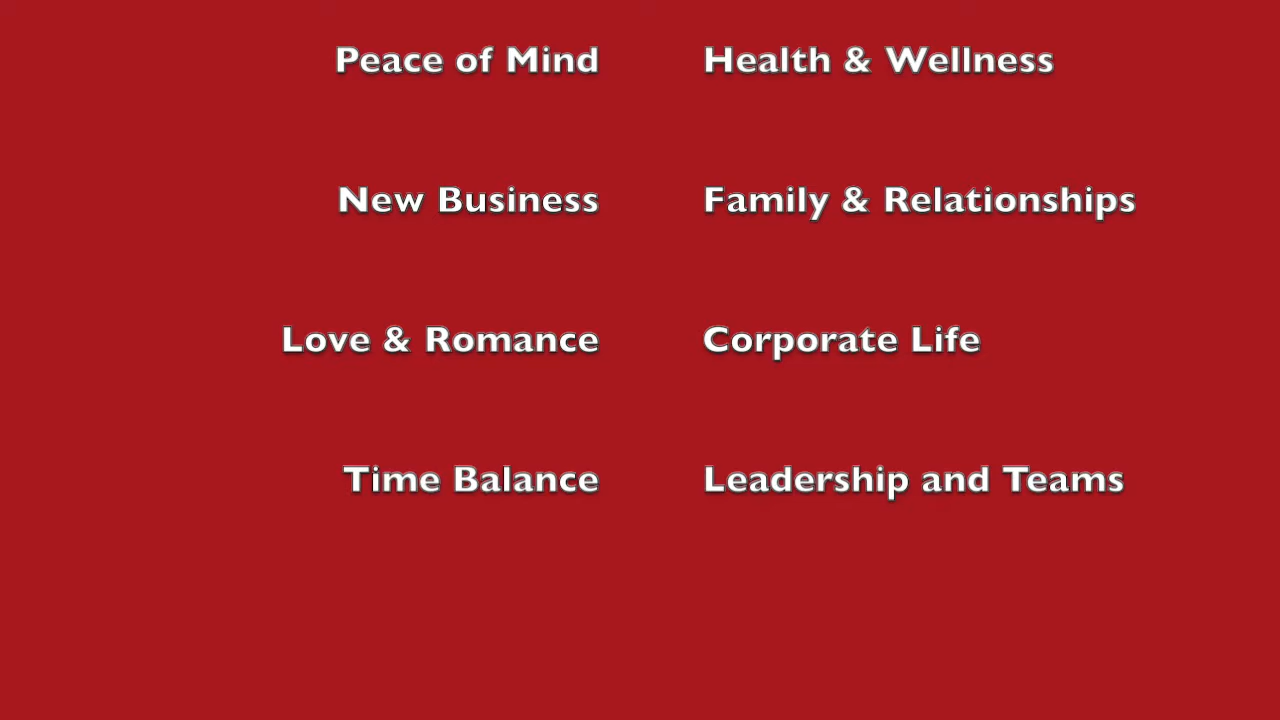 Peace of Mind Health & Wellness
New Business Family & Relationships
Love & Romance Corporate Life
Time Balance Leadership and Teams